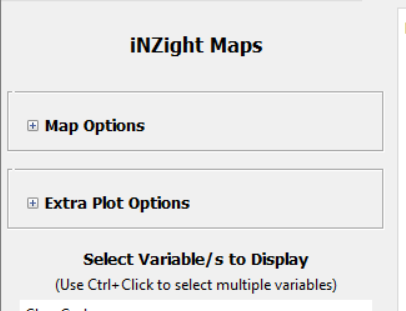 iNZight Maps
Map Options
Extra Plot Options
Select Variable/s to Display
(Use Ctrl+Click to select multiple variables)